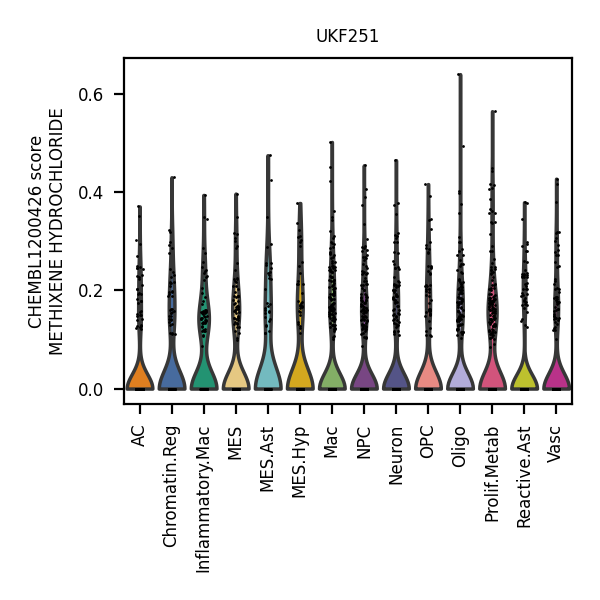 UKF251
CHEMBL1200426 score
METHIXENE HYDROCHLORIDE
0.6
0.4
0.2
0.0
AC
Chromatin.Reg
Inflammatory.Mac
MES
MES.Ast
MES.Hyp
Mac
NPC
Neuron
OPC
Oligo
Prolif.Metab
Reactive.Ast
Vasc